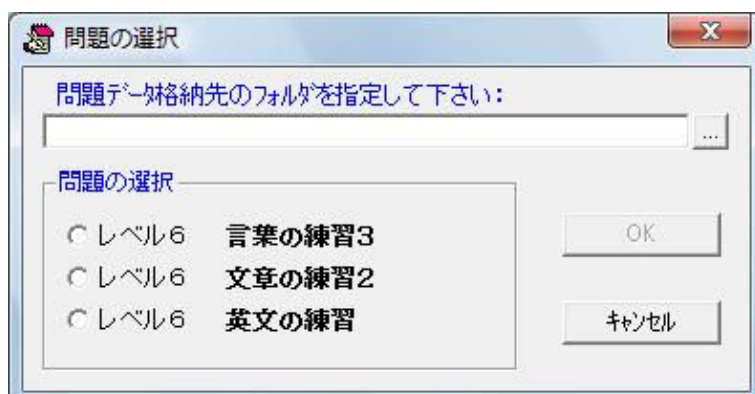 問題の選択
問題ﾃﾞｰﾀ格納先のﾌｫﾙﾀﾞを指定して下さい：
...
問題の選択
レベル６　言葉の練習3
レベル６　文章の練習2
レベル６　英文の練習
OK
ｷｬﾝｾﾙ